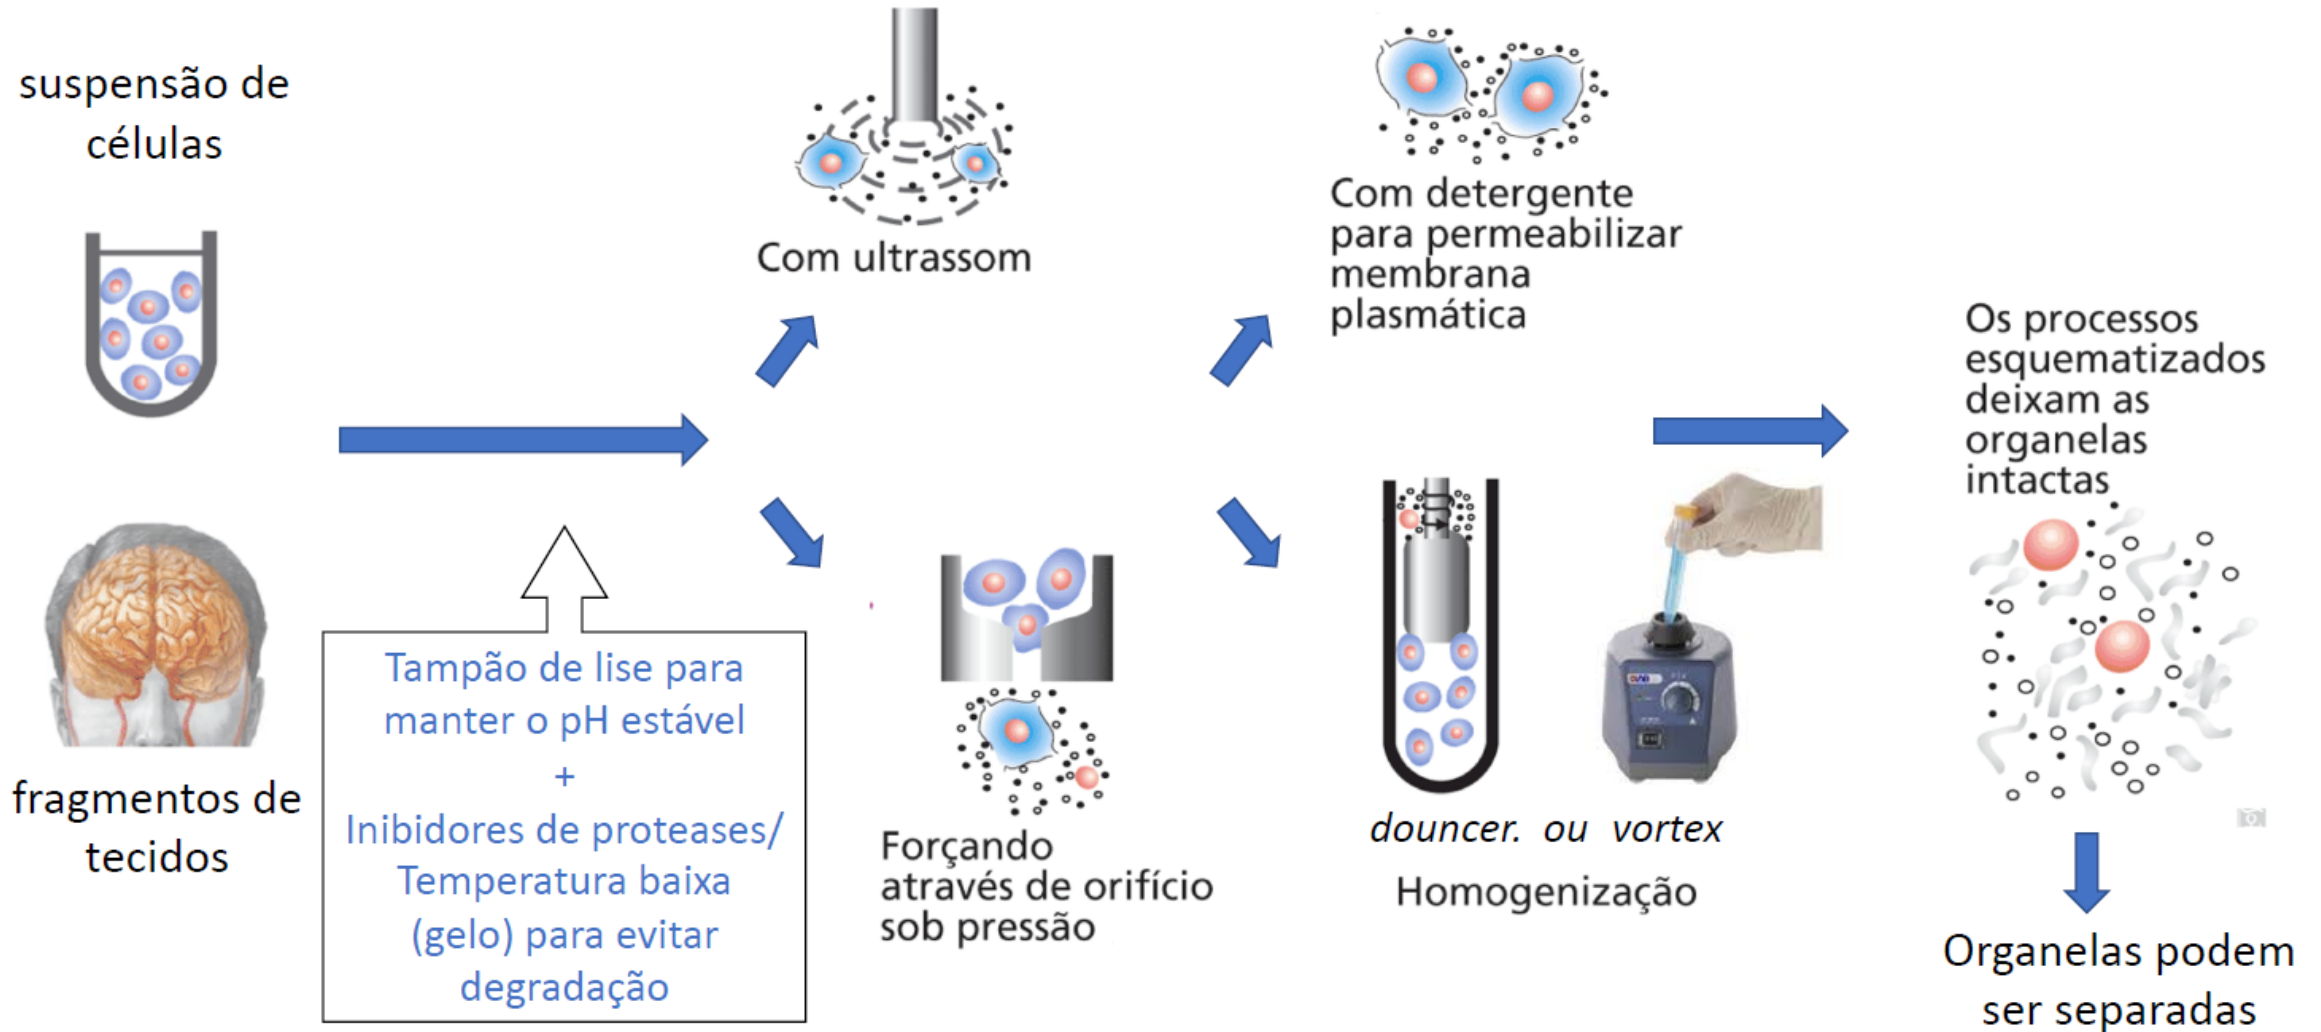 suspensão de
células
fragmentos de
tecidos
Tampão de lise para
manter o pH estável
+
Inibidores de proteases/
Temperatura baixa
(gelo) para evitar
degradação
Com ultrassom
Forçando
através de orifício
sob pressão
Com detergente
para permeabilizar
membrana
plasmática
douncer. ou vortex
Homogenização
Os processos
esquematizados
deixam as
organelas
intactas
Organelas podem
ser separadas